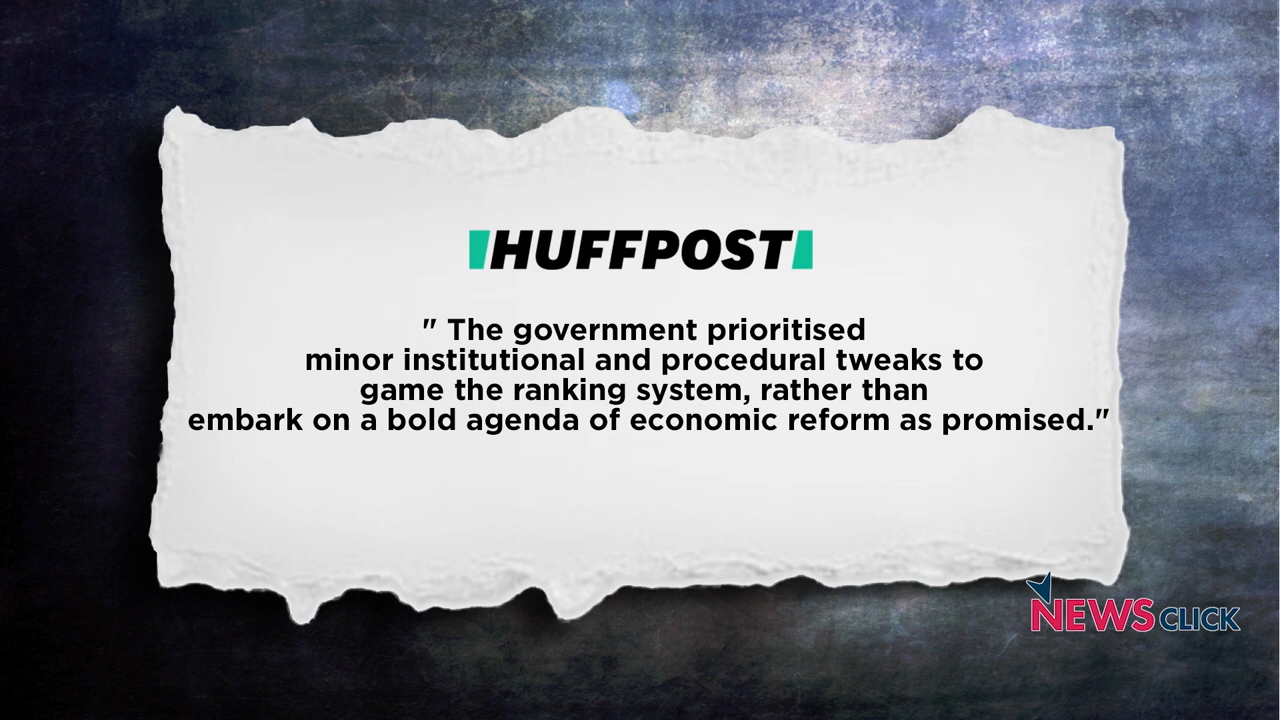 HUFFPOST
" The government prioritised
minor institutional and procedural tweaks to
game the ranking system, rather than
embark on a bold agenda of economic reform as promised."
NEWSCLICK